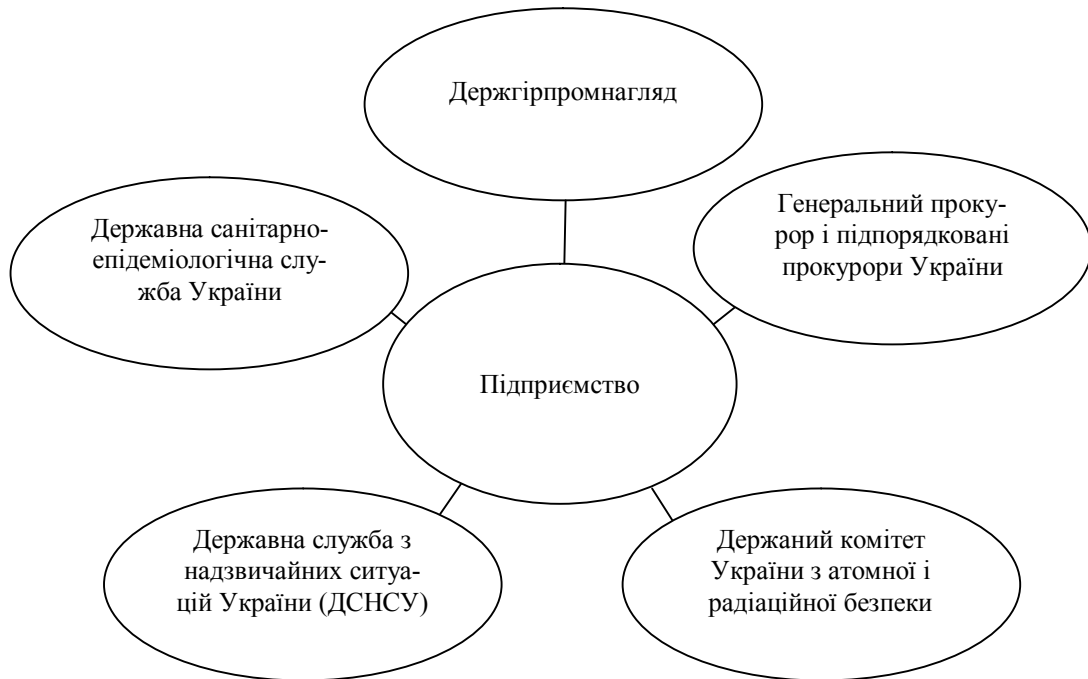 Держгірпромнагляд
Генеральний проку-
рор і підпорядковані
прокурори України
Державна санітарно-
епідеміологічна слу-
жба України
Підприємство
Державна служба з
надзвичайних ситуа-
цій України (ДСНСУ)
Держаний комітет
України з атомної і
радіаційної безпеки